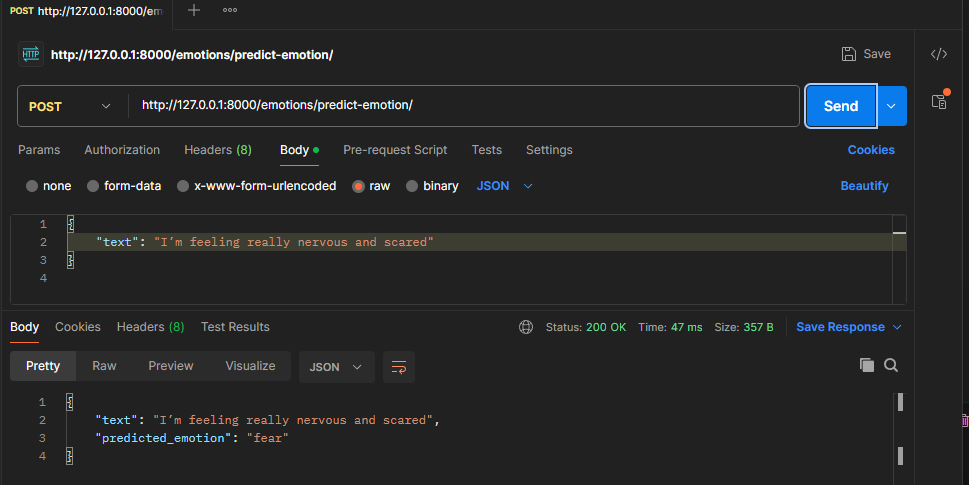 POST http://127.0.0.1:8000/em
HTTP http://127.0.0.1:8000/emotions/predict-emotion/ Save
POST http://127.0.0.1:8000/emotions/predict-emotion/ Send
Params Authorization Headers (8) Body Pre-request Script Tests Settings Cookies
none form-data x-www-form-urlencoded raw binary JSON Beautify
1 {
2 "text": "I’m feeling really nervous and scared"
3 }
4
Body Cookies Headers (8) Test Results Status: 200 OK Time: 47 ms Size: 357 B Save Response
Pretty Raw Preview Visualize JSON
1 {
2 "text": "I’m feeling really nervous and scared",
3 "predicted_emotion": "fear"
4 }